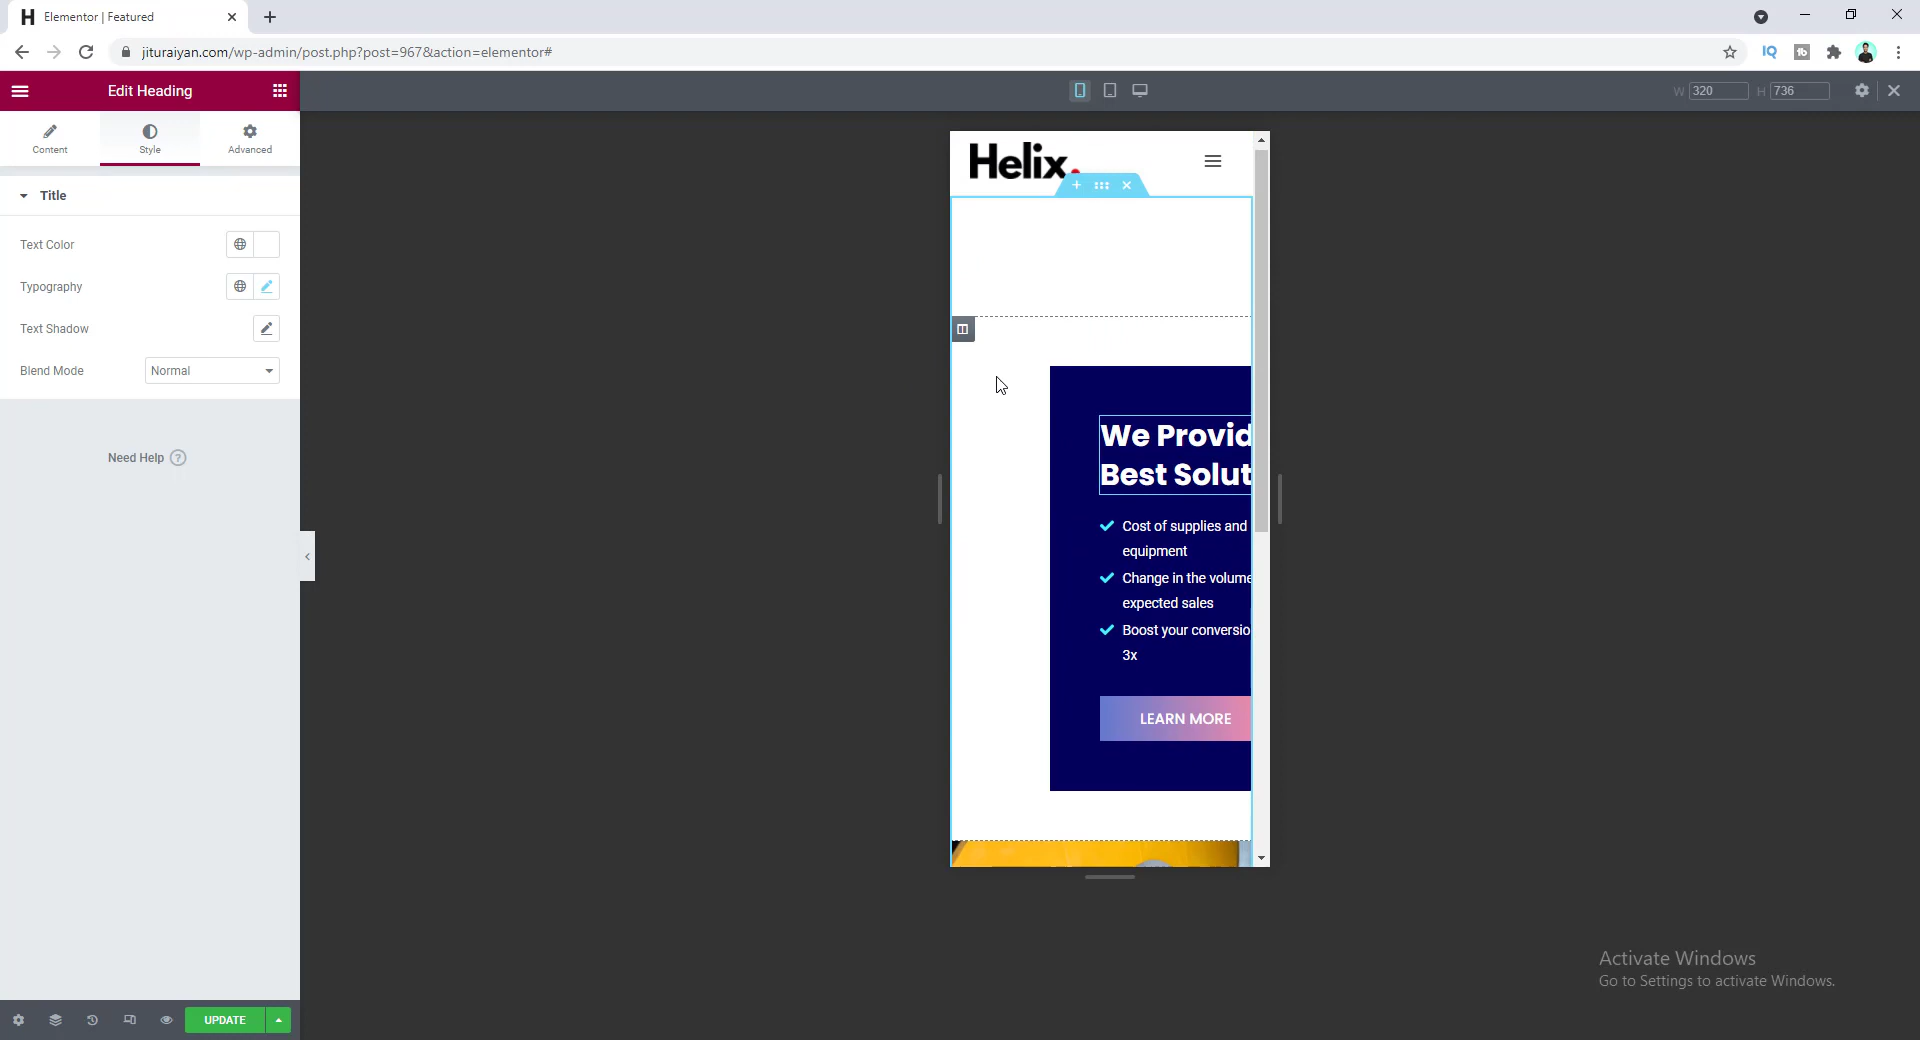 Elementor | Featured
jituraiyan.com/wp-admin/post.php?post=967&action=elementor#
IQ
Edit Heading
W 320 H 736
Content
Style
Advanced
Title
Text Color
Typography
Text Shadow
Blend Mode
Normal
Need Help ?
UPDATE
Helix.
We Provid
Best Solut
Cost of supplies and
equipment
Change in the volume
expected sales
Boost your conversio
3x
LEARN MORE
Activate Windows
Go to Settings to activate Windows.